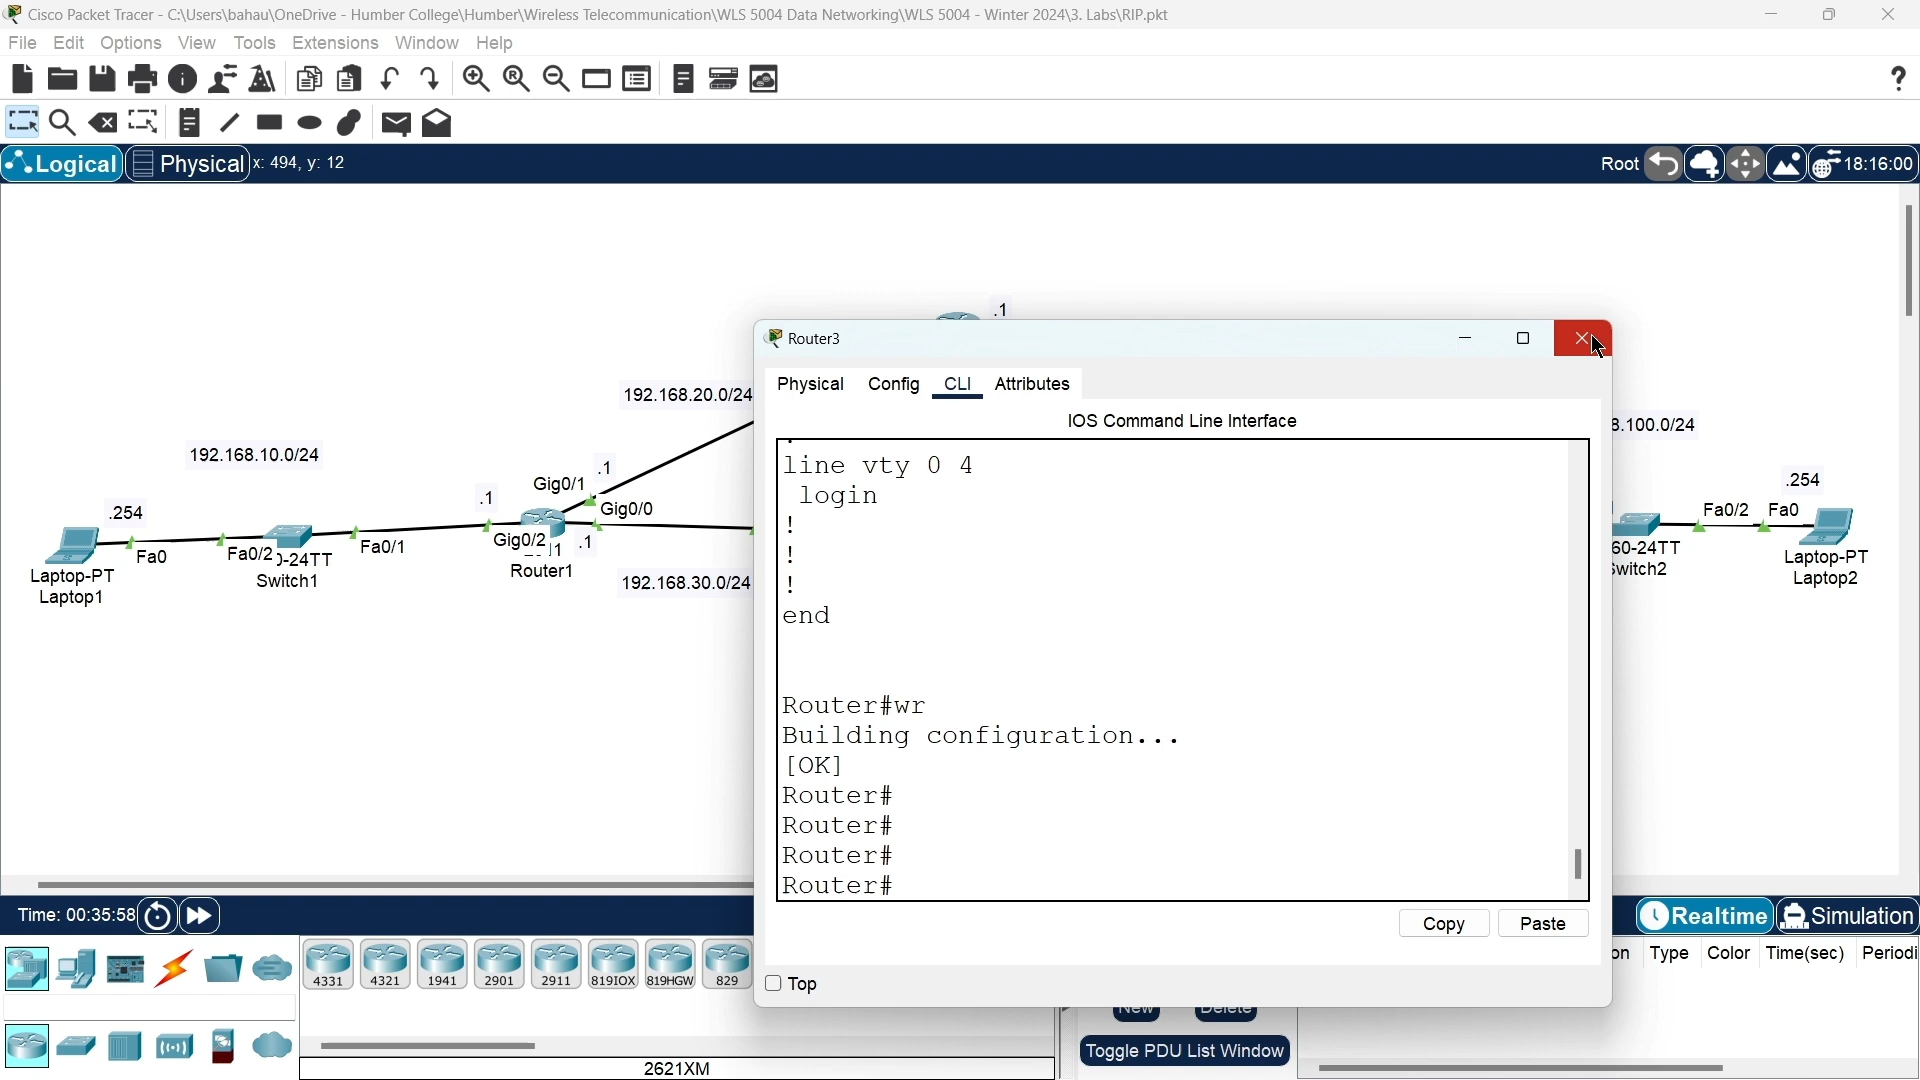 Cisco Packet Tracer - C:\Users\bahau\OneDrive - Humber College\Humber\Wireless Telecommunication\WLS 5004 Data Networking\WLS 5004 - Winter 2024\3. Labs\RIP.pkt
File Edit Options View Tools Extensions Window Help
Logical Physical x: 494, y: 12 Root 18:16:00
.1
Router3
Physical Config CLI Attributes
IOS Command Line Interface
192.168.20.0/24
192.168.10.0/24
8.100.0/24
.1
Gig0/1
.1
Gig0/0
.254
.254
Fa0/2 Fa0
Fa0
Fa0/2
Fa0/1
Gig0/2
.1
Laptop-PT
Laptop1
-24TT
Switch1
Router1
192.168.30.0/24
60-24TT
Switch2
Laptop-PT
Laptop2
line vty 0 4
login
!
!
!
end
Router#wr
Building configuration...
[OK]
Router#
Router#
Router#
Router#
Copy Paste
Top
Time: 00:35:58 Realtime Simulation
4331 4321 1941 2901 2911 819IOX 819HGW 829
on Type Color Time(sec) Periodi
New Delete
Toggle PDU List Window
2621XM